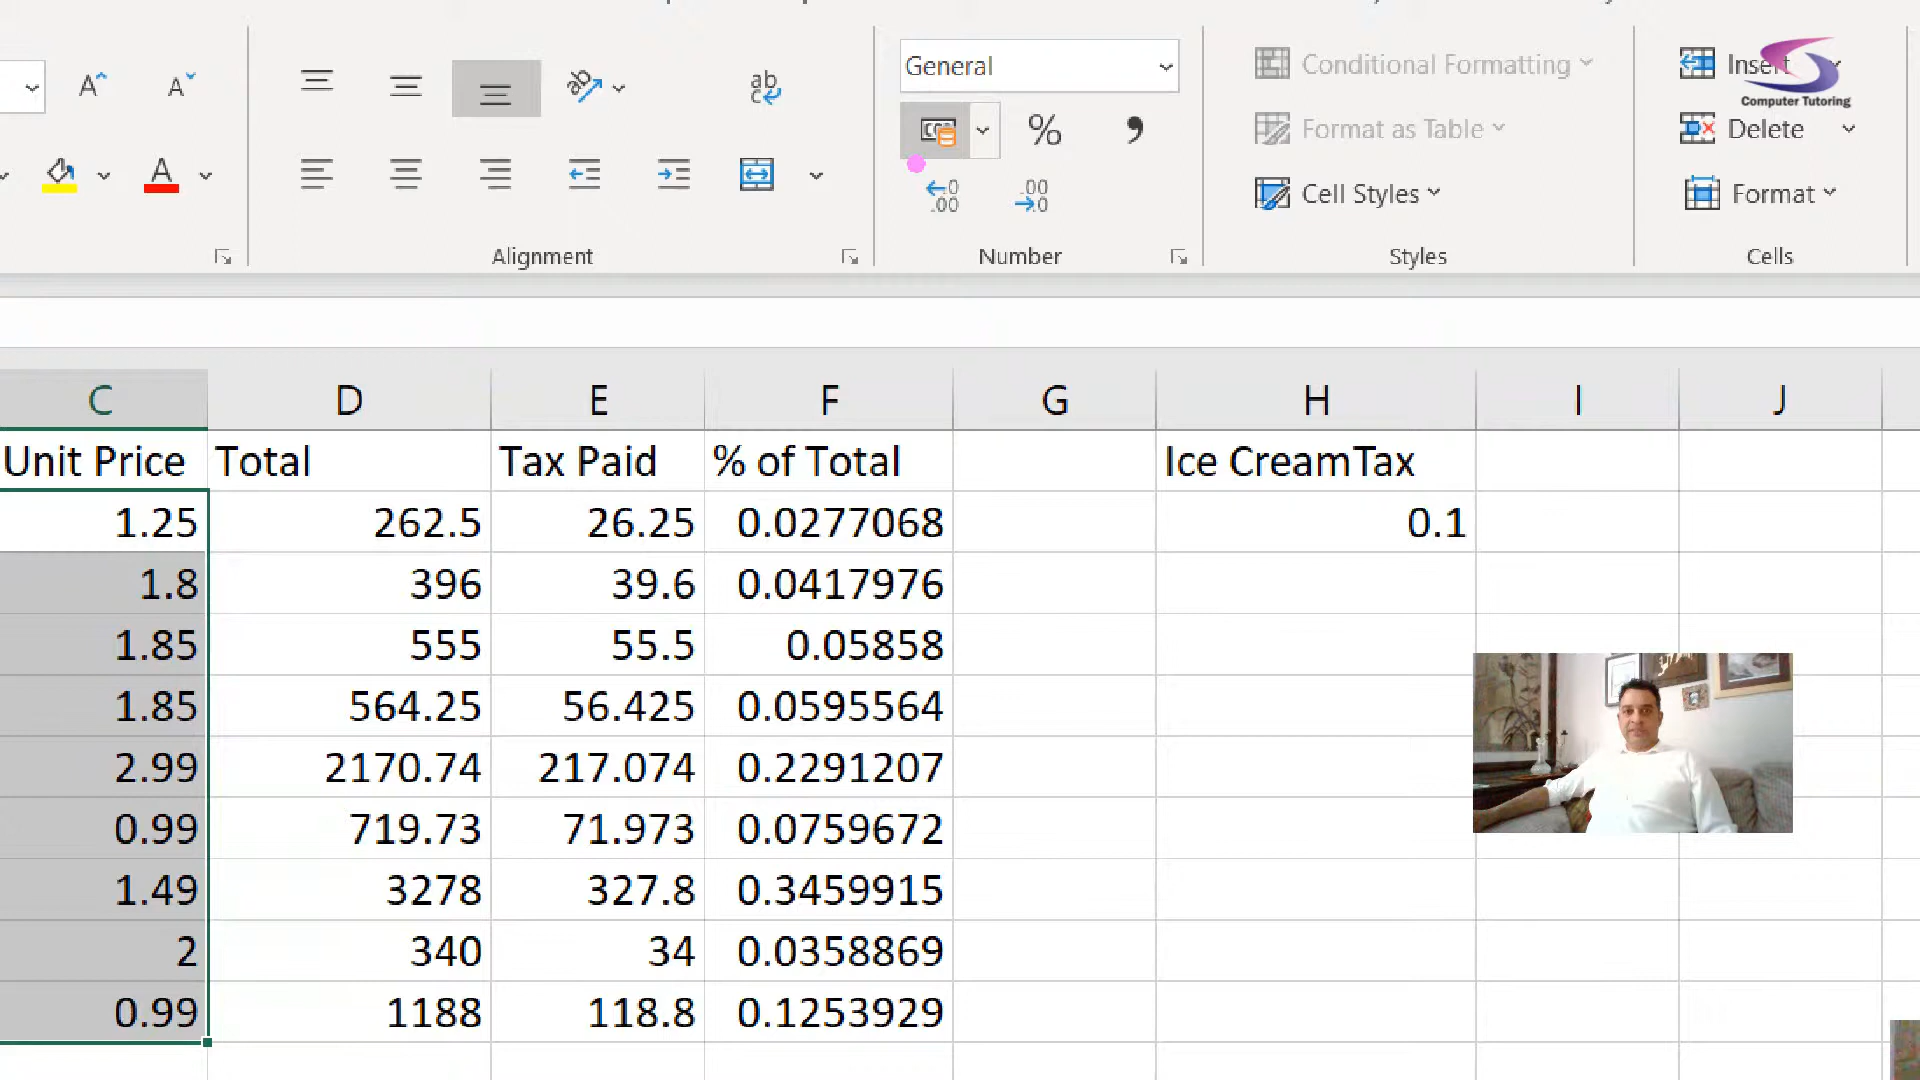 General
Conditional Formatting
Insert
Computer Tutoring
%
,
Format as Table
Delete
Cell Styles
Format
Alignment
Number
Styles
Cells
C D E F G H I J
Unit Price Total Tax Paid % of Total Ice CreamTax
1.25 262.5 26.25 0.0277068 0.1
1.8 396 39.6 0.0417976
1.85 555 55.5 0.05858
1.85 564.25 56.425 0.0595564
2.99 2170.74 217.074 0.2291207
0.99 719.73 71.973 0.0759672
1.49 3278 327.8 0.3459915
2 340 34 0.0358869
0.99 1188 118.8 0.1253929